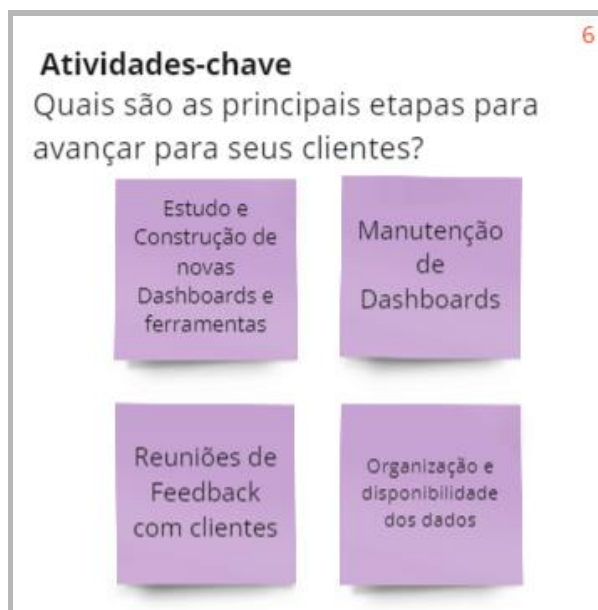 6
Atividades-chave
Quais são as principais etapas para
avançar para seus clientes?
Estudo e
Construção de
novas
Dashboards e
ferramentas
Manutenção
de
Dashboards
Reuniões de
Feedback
com clientes
Organização e
disponibilidade
dos dados